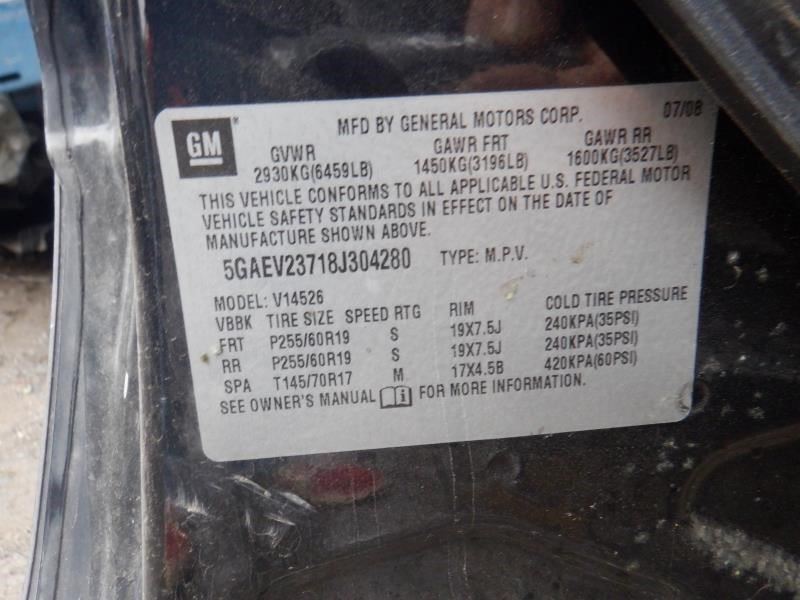 GM ® MFD BY GENERAL MOTORS CORP. 07/08
GVWR GAWR FRT GAWR RR
2930KG(6459LB) 1450KG(3196LB) 1600KG(3527LB)
THIS VEHICLE CONFORMS TO ALL APPLICABLE U.S. FEDERAL MOTOR
VEHICLE SAFETY STANDARDS IN EFFECT ON THE DATE OF
MANUFACTURE SHOWN ABOVE.
5GAEV23718J304280 TYPE: M.P.V.
MODEL: V14526
VBBK TIRE SIZE SPEED RTG RIM COLD TIRE PRESSURE
FRT P255/60R19 S 19X7.5J 240KPA(35PSI)
RR P255/60R19 S 19X7.5J 240KPA(35PSI)
SPA T145/70R17 M 17X4.5B 420KPA(60PSI)
SEE OWNER'S MANUAL i FOR MORE INFORMATION.